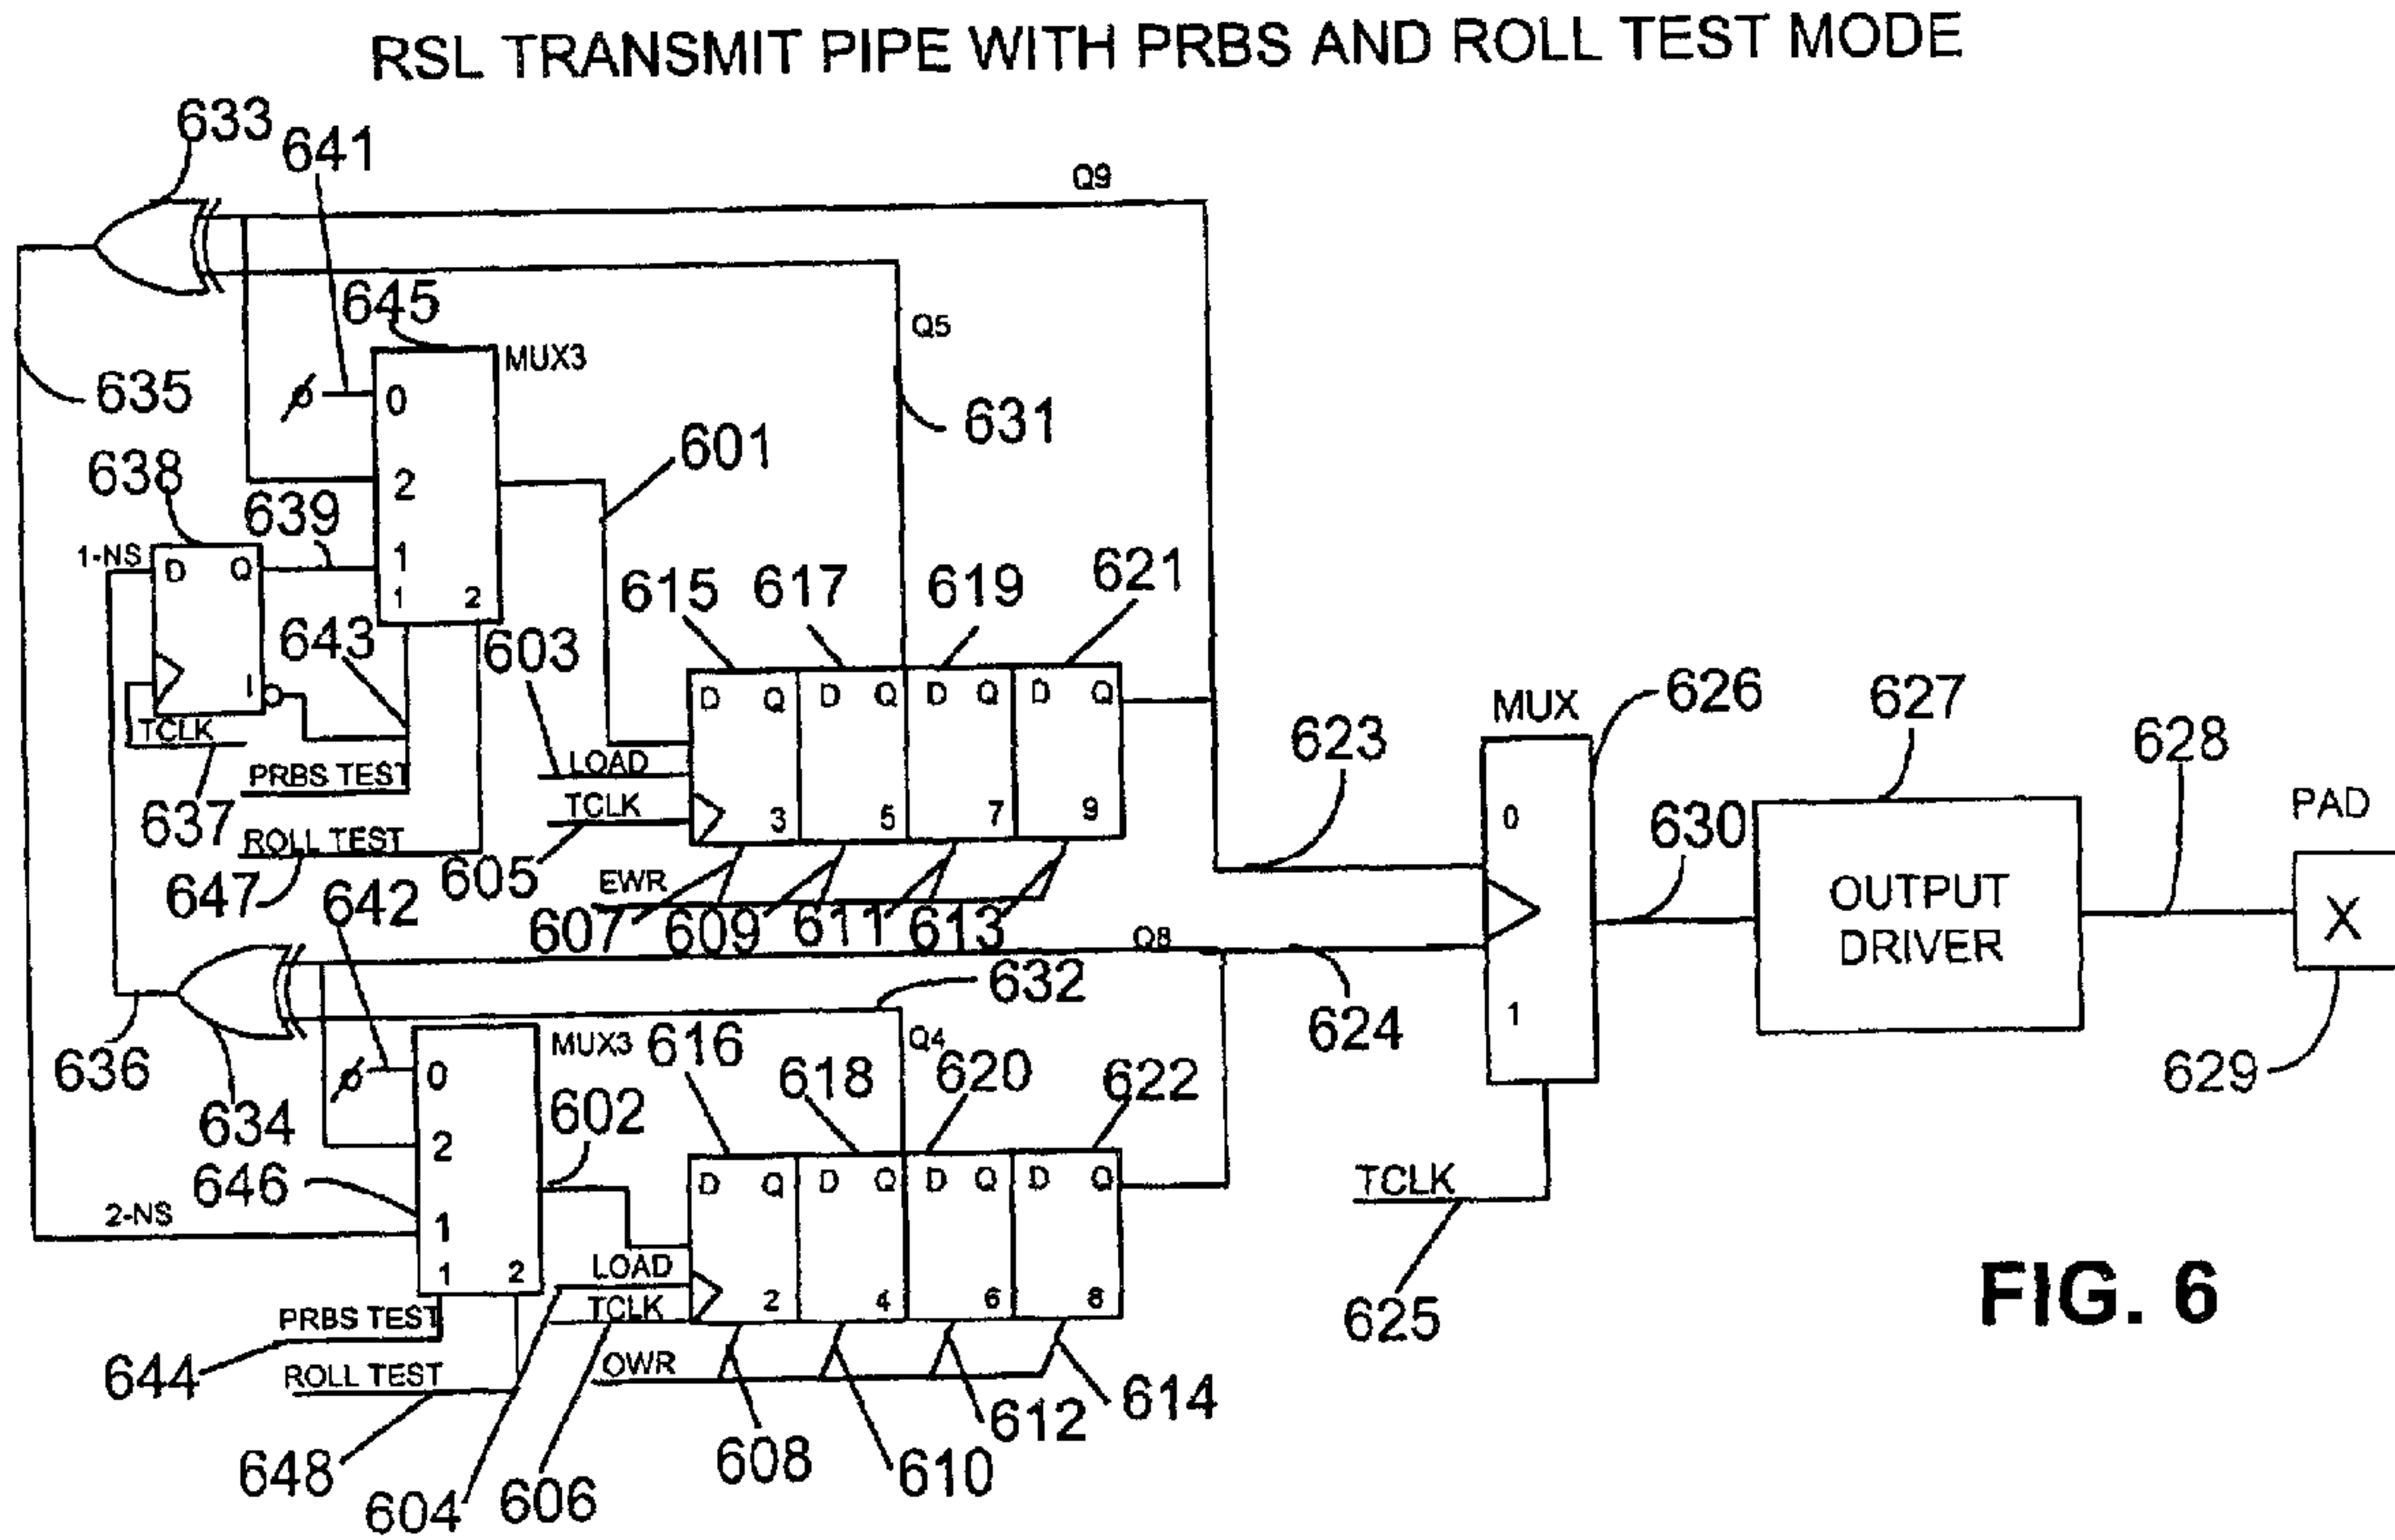 RSL TRANSMIT PIPE WITH PRBS AND ROLL TEST MODE
633
641
Q9
645
MUX3
Q5
635
0
631
601
638
2
639
1-NS
D Q
1
1 2
615
617
619
621
643
603
D Q D Q D Q D Q
I
TCLK
LOAD
PRBS TEST
TCLK
3 5 7 9
637
ROLL TEST
605
647
EWR
607
609
611
613
623
MUX
626
0
1
627
630
OUTPUT
DRIVER
628
PAD
X
629
642
Q8
632
624
636
634
0
MUX3
616
Q4
618
620
622
602
2
646
D Q D Q D Q D Q
2-NS
1
1 2
LOAD
TCLK
2 4 6 8
PRBS TEST
644
ROLL TEST
OWR
648
604
606
608
610
612
614
TCLK
625
FIG. 6